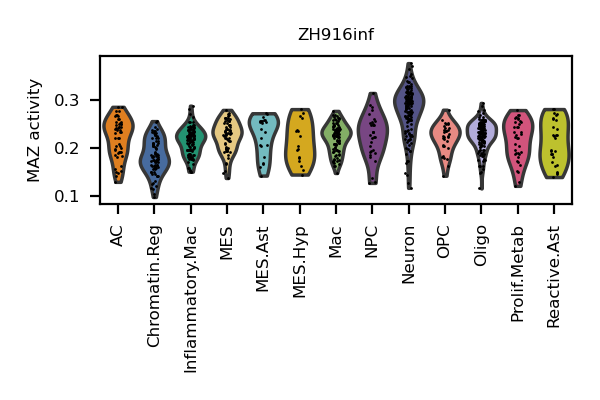 ZH916inf
MAZ activity
0.3
0.2
0.1
AC
Chromatin.Reg
Inflammatory.Mac
MES
MES.Ast
MES.Hyp
Mac
NPC
Neuron
OPC
Oligo
Prolif.Metab
Reactive.Ast